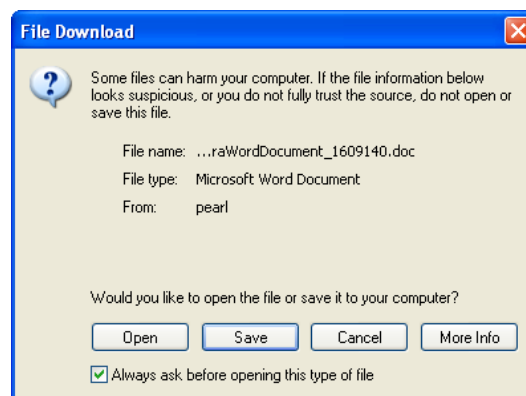 File Download
Some files can harm your computer. If the file information below
looks suspicious, or you do not fully trust the source, do not open or
save this file.
File name: ...raWordDocument_1609140.doc
File type: Microsoft Word Document
From: pearl
Would you like to open the file or save it to your computer?
Open Save Cancel More Info
Always ask before opening this type of file